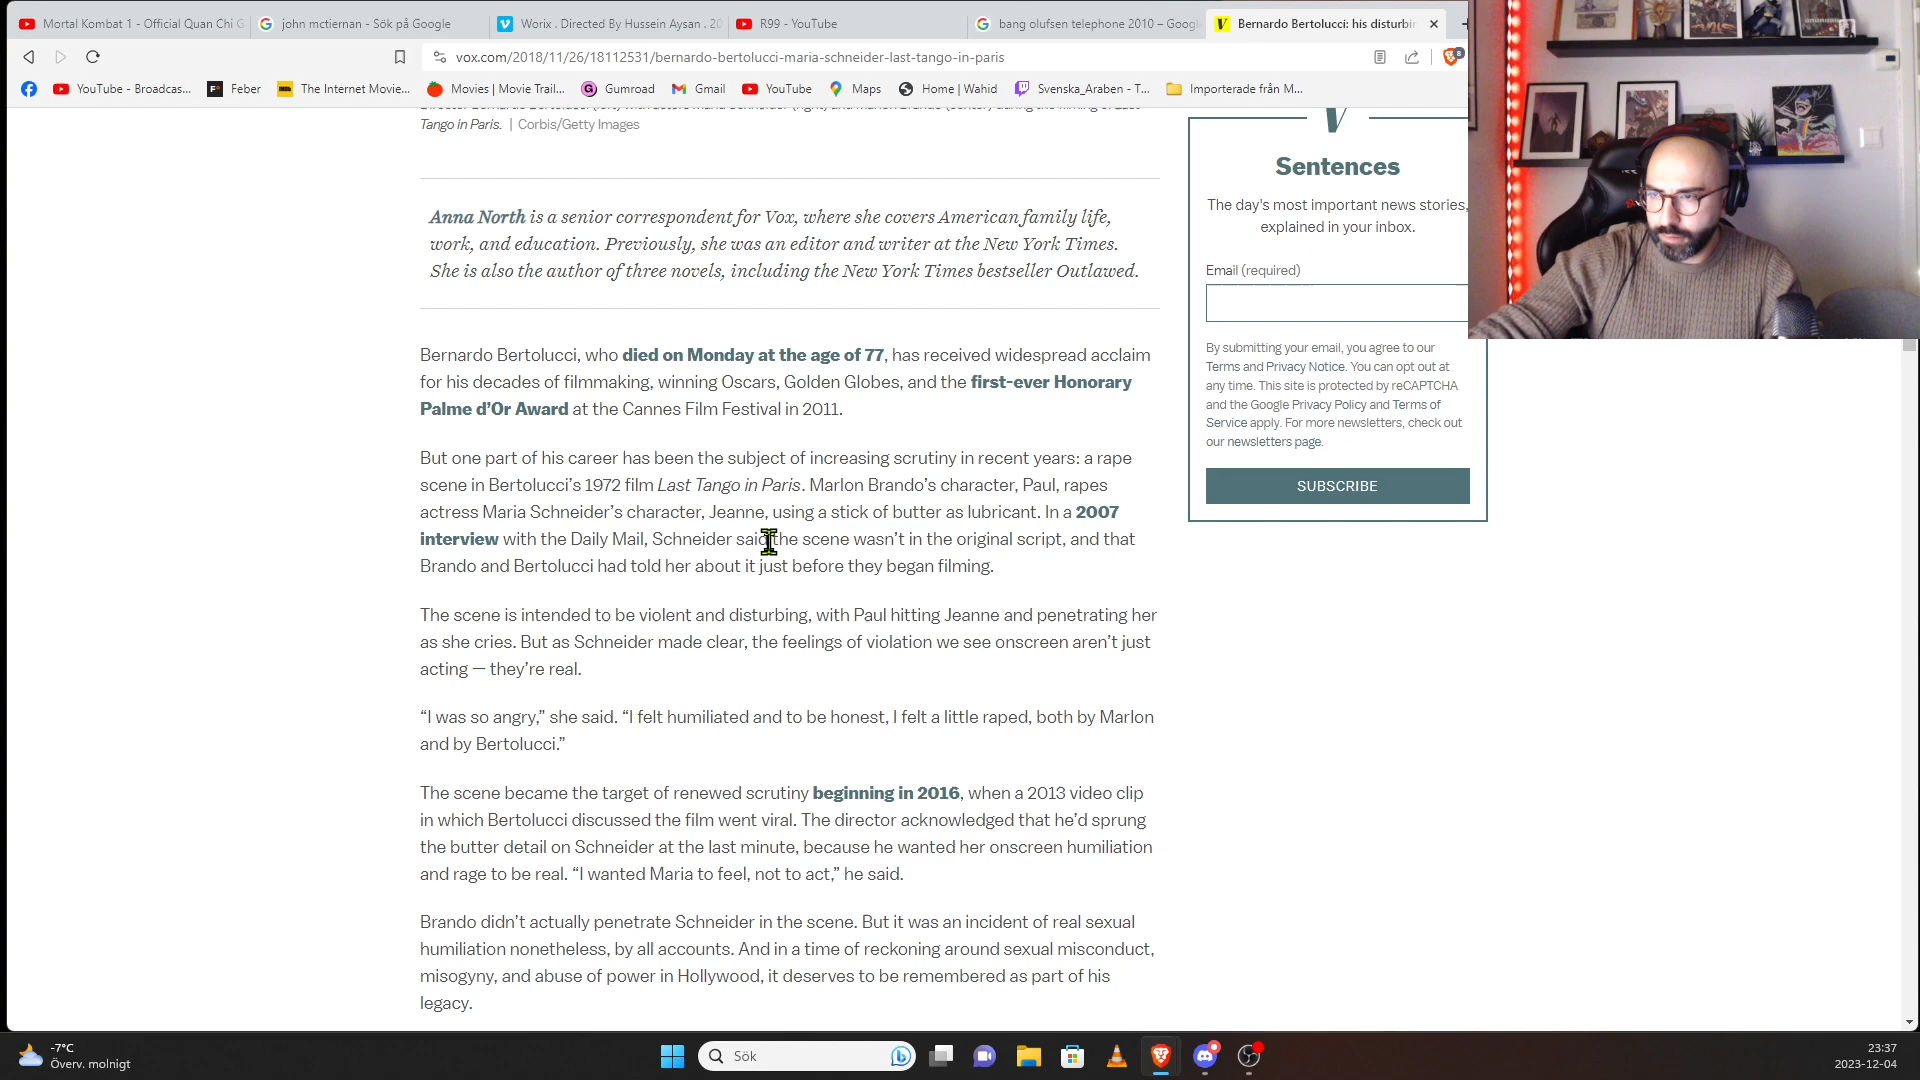 Mortal Kombat 1 - Official Quan Chi G
john mctiernan - Sök på Google
Worix . Directed By Hussein Aysan . 20
R99 - YouTube
bang olufsen telephone 2010 – Googl
Bernardo Bertolucci: his disturbin
vox.com/2018/11/26/18112531/bernardo-bertolucci-maria-schneider-last-tango-in-paris
8
YouTube - Broadcas...
Feber
The Internet Movie...
Movies | Movie Trail...
Gumroad
Gmail
YouTube
Maps
Home | Wahid
Svenska_Araben - T...
Importerade från M...
Tango in Paris. | Corbis/Getty Images
Anna North is a senior correspondent for Vox, where she covers American family life,
work, and education. Previously, she was an editor and writer at the New York Times.
She is also the author of three novels, including the New York Times bestseller Outlawed.
Bernardo Bertolucci, who died on Monday at the age of 77, has received widespread acclaim
for his decades of filmmaking, winning Oscars, Golden Globes, and the first-ever Honorary
Palme d'Or Award at the Cannes Film Festival in 2011.
But one part of his career has been the subject of increasing scrutiny in recent years: a rape
scene in Bertolucci's 1972 film Last Tango in Paris. Marlon Brando's character, Paul, rapes
actress Maria Schneider's character, Jeanne, using a stick of butter as lubricant. In a 2007
interview with the Daily Mail, Schneider said the scene wasn't in the original script, and that
Brando and Bertolucci had told her about it just before they began filming.
The scene is intended to be violent and disturbing, with Paul hitting Jeanne and penetrating her
as she cries. But as Schneider made clear, the feelings of violation we see onscreen aren't just
acting — they're real.
“I was so angry,” she said. “I felt humiliated and to be honest, I felt a little raped, both by Marlon
and by Bertolucci.”
The scene became the target of renewed scrutiny beginning in 2016, when a 2013 video clip
in which Bertolucci discussed the film went viral. The director acknowledged that he'd sprung
the butter detail on Schneider at the last minute, because he wanted her onscreen humiliation
and rage to be real. “I wanted Maria to feel, not to act,” he said.
Brando didn't actually penetrate Schneider in the scene. But it was an incident of real sexual
humiliation nonetheless, by all accounts. And in a time of reckoning around sexual misconduct,
misogyny, and abuse of power in Hollywood, it deserves to be remembered as part of his
legacy.
Sentences
The day's most important news stories,
explained in your inbox.
Email (required)
By submitting your email, you agree to our
Terms and Privacy Notice. You can opt out at
any time. This site is protected by reCAPTCHA
and the Google Privacy Policy and Terms of
Service apply. For more newsletters, check out
our newsletters page.
SUBSCRIBE
-7°C
Överv. molnigt
Sök
23:37
2023-12-04